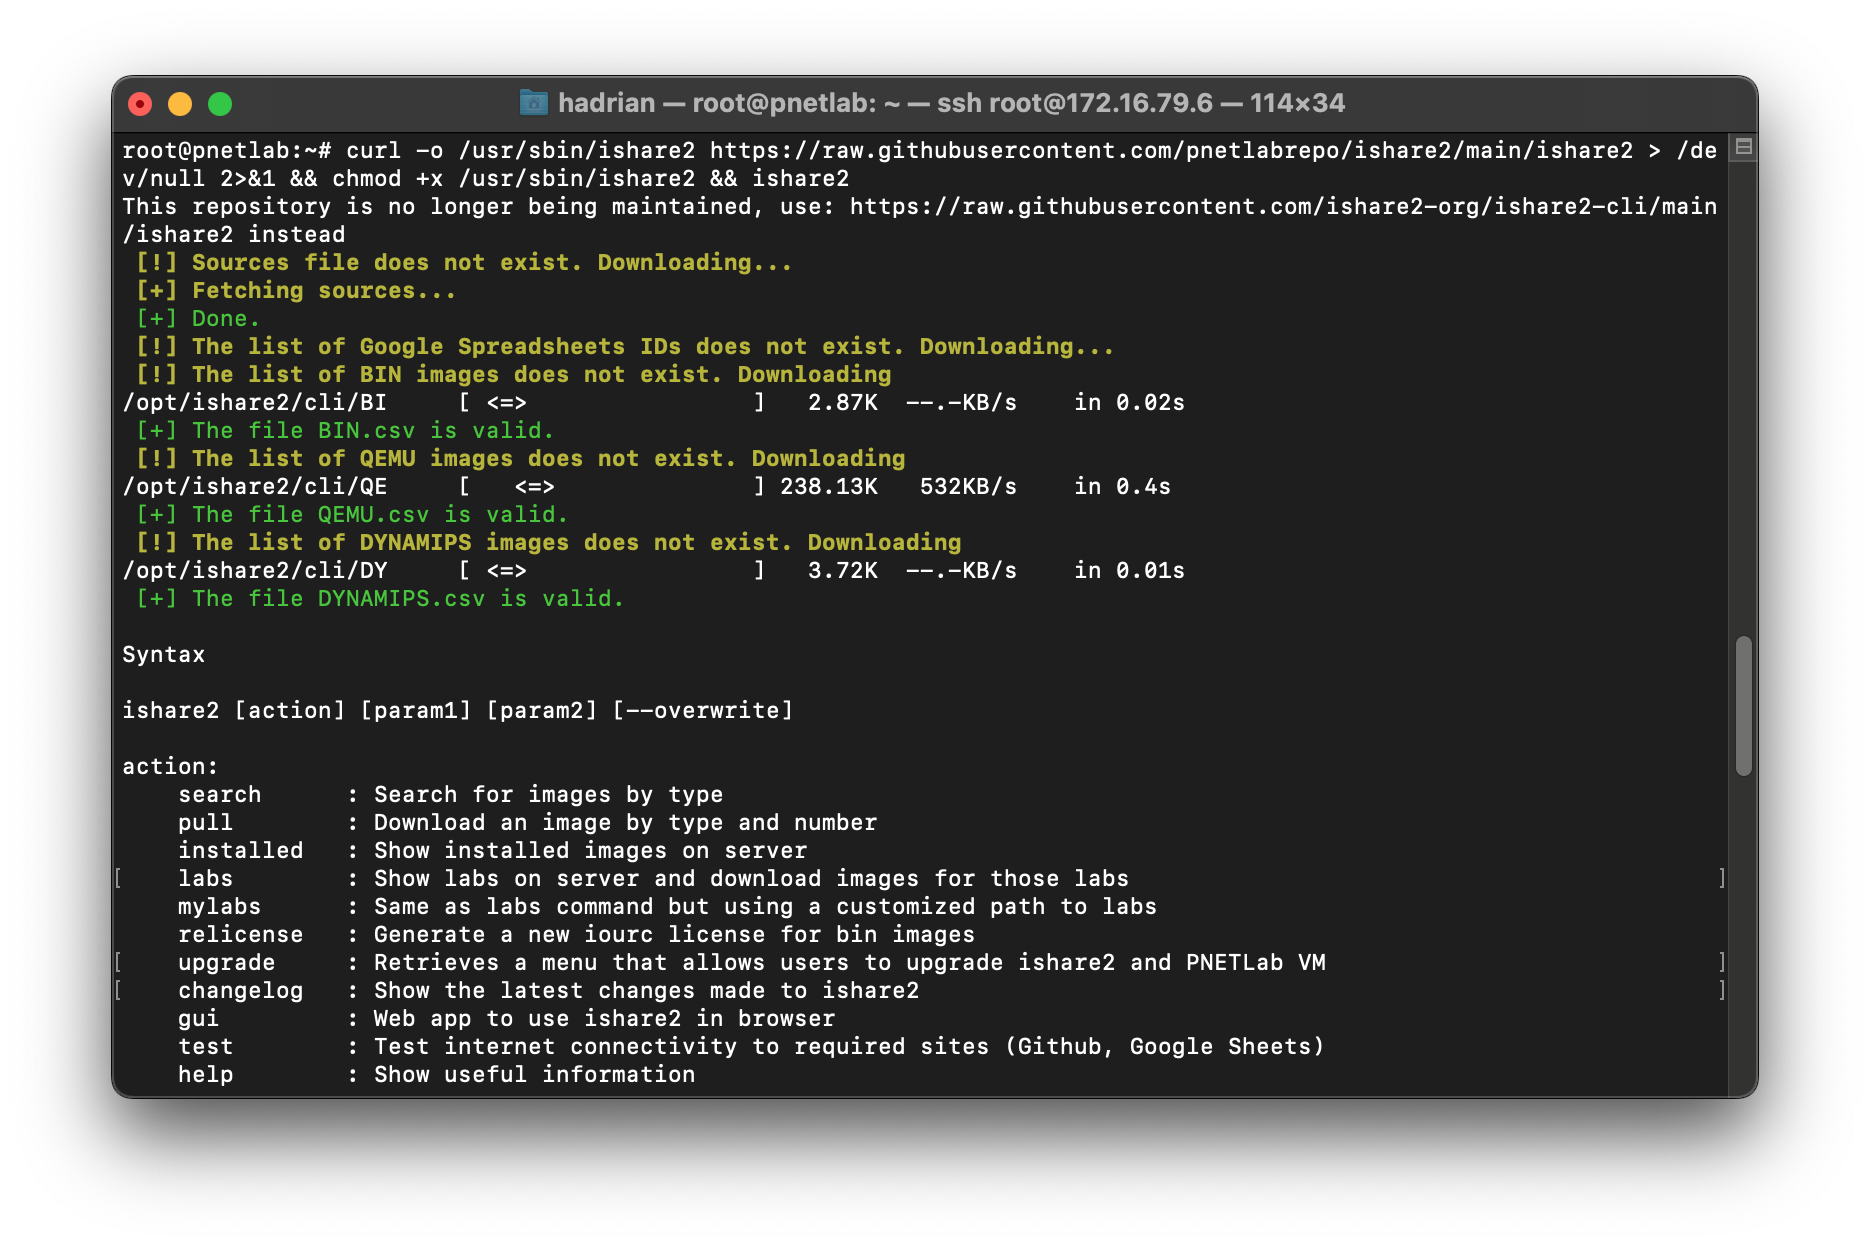 hadrian — root@pnetlab: ~ — ssh root@172.16.79.6 — 114×34
root@pnetlab:~# curl -o /usr/sbin/ishare2 https://raw.githubusercontent.com/pnetlabrepo/ishare2/main/ishare2 > /de
v/null 2>&1 && chmod +x /usr/sbin/ishare2 && ishare2
This repository is no longer being maintained, use: https://raw.githubusercontent.com/ishare2-org/ishare2-cli/main
/ishare2 instead
 [!] Sources file does not exist. Downloading...
 [+] Fetching sources...
 [+] Done.
 [!] The list of Google Spreadsheets IDs does not exist. Downloading...
 [!] The list of BIN images does not exist. Downloading
/opt/ishare2/cli/BI     [ <=>                ]   2.87K  --.-KB/s    in 0.02s
 [+] The file BIN.csv is valid.
 [!] The list of QEMU images does not exist. Downloading
/opt/ishare2/cli/QE     [   <=>              ] 238.13K   532KB/s    in 0.4s
 [+] The file QEMU.csv is valid.
 [!] The list of DYNAMIPS images does not exist. Downloading
/opt/ishare2/cli/DY     [ <=>                ]   3.72K  --.-KB/s    in 0.01s
 [+] The file DYNAMIPS.csv is valid.

Syntax

ishare2 [action] [param1] [param2] [--overwrite]

action:
    search      : Search for images by type
    pull        : Download an image by type and number
    installed   : Show installed images on server
[    labs        : Show labs on server and download images for those labs ]
    mylabs      : Same as labs command but using a customized path to labs
    relicense   : Generate a new iourc license for bin images
[    upgrade     : Retrieves a menu that allows users to upgrade ishare2 and PNETLab VM ]
[    changelog   : Show the latest changes made to ishare2 ]
    gui         : Web app to use ishare2 in browser
    test        : Test internet connectivity to required sites (Github, Google Sheets)
    help        : Show useful information